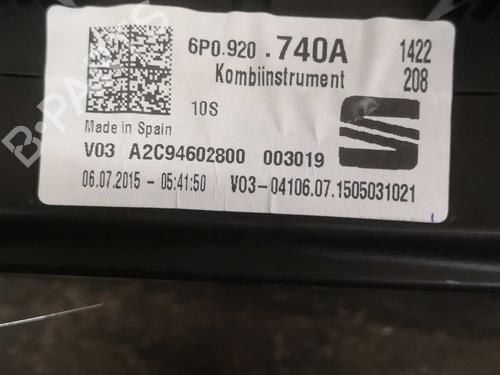 6P0.920 .740A 1422
Kombiinstrument 208
10S
Made in Spain
V03 A2C94602800 003019
06.07.2015 - 05:41:50 V03-04106.07.1505031021
B-PARTS